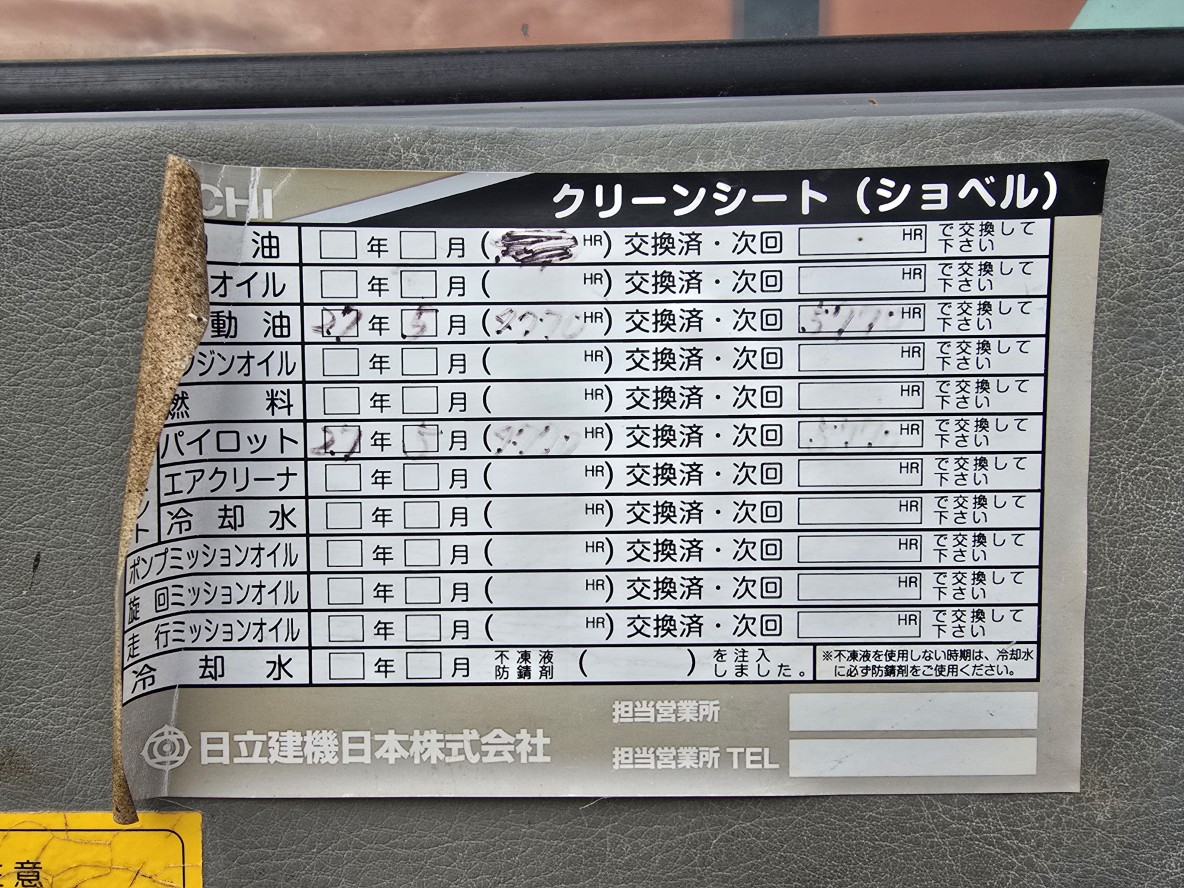 CHI クリーンシート（ショベル）
油 年 月 ( HR) 交換済・次回 HR で交換して下さい
オイル 年 月 ( HR) 交換済・次回 HR で交換して下さい
動油 27年 5月 ( HR) 交換済・次回 HR で交換して下さい
ンジンオイル 年 月 ( HR) 交換済・次回 HR で交換して下さい
燃料 年 月 ( HR) 交換済・次回 HR で交換して下さい
パイロット 27年 5月 ( HR) 交換済・次回 HR で交換して下さい
エアクリーナ 年 月 ( HR) 交換済・次回 HR で交換して下さい
冷却水 年 月 ( HR) 交換済・次回 HR で交換して下さい
ポンプミッションオイル 年 月 ( HR) 交換済・次回 HR で交換して下さい
旋回ミッションオイル 年 月 ( HR) 交換済・次回 HR で交換して下さい
走行ミッションオイル 年 月 ( HR) 交換済・次回 HR で交換して下さい
冷却水 年 月 不凍液 防錆剤 ( ) を注入しました。 ※不凍液を使用しない時期は、冷却水に必ず防錆剤をご使用ください。
担当営業所
日立建機日本株式会社
担当営業所 TEL
意